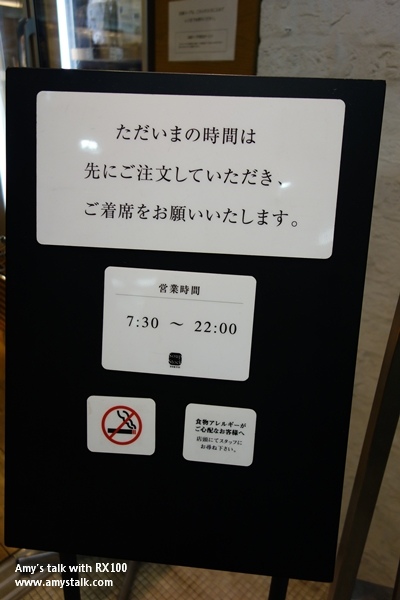 ただいまの時間は
先にご注文していただき、
ご着席をお願いいたします。
営業時間
7:30 ～ 22:00
食物アレルギーが
ご心配なお客様へ
店頭にてスタッフに
お尋ね下さい。
Amy's talk with RX100
www.amystalk.com